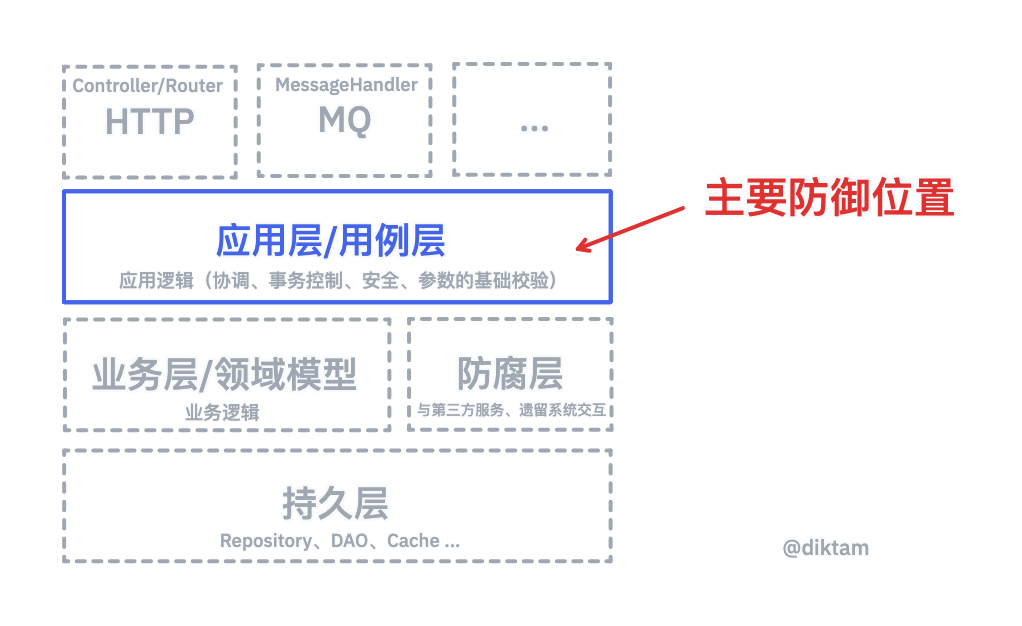 Controller/Router
HTTP
MessageHandler
MQ
...
主要防御位置
应用层/用例层
应用逻辑（协调、事务控制、安全、参数的基础校验）
业务层/领域模型
业务逻辑
防腐层
与第三方服务、遗留系统交互
持久层
Repository、DAO、Cache ...
@diktam